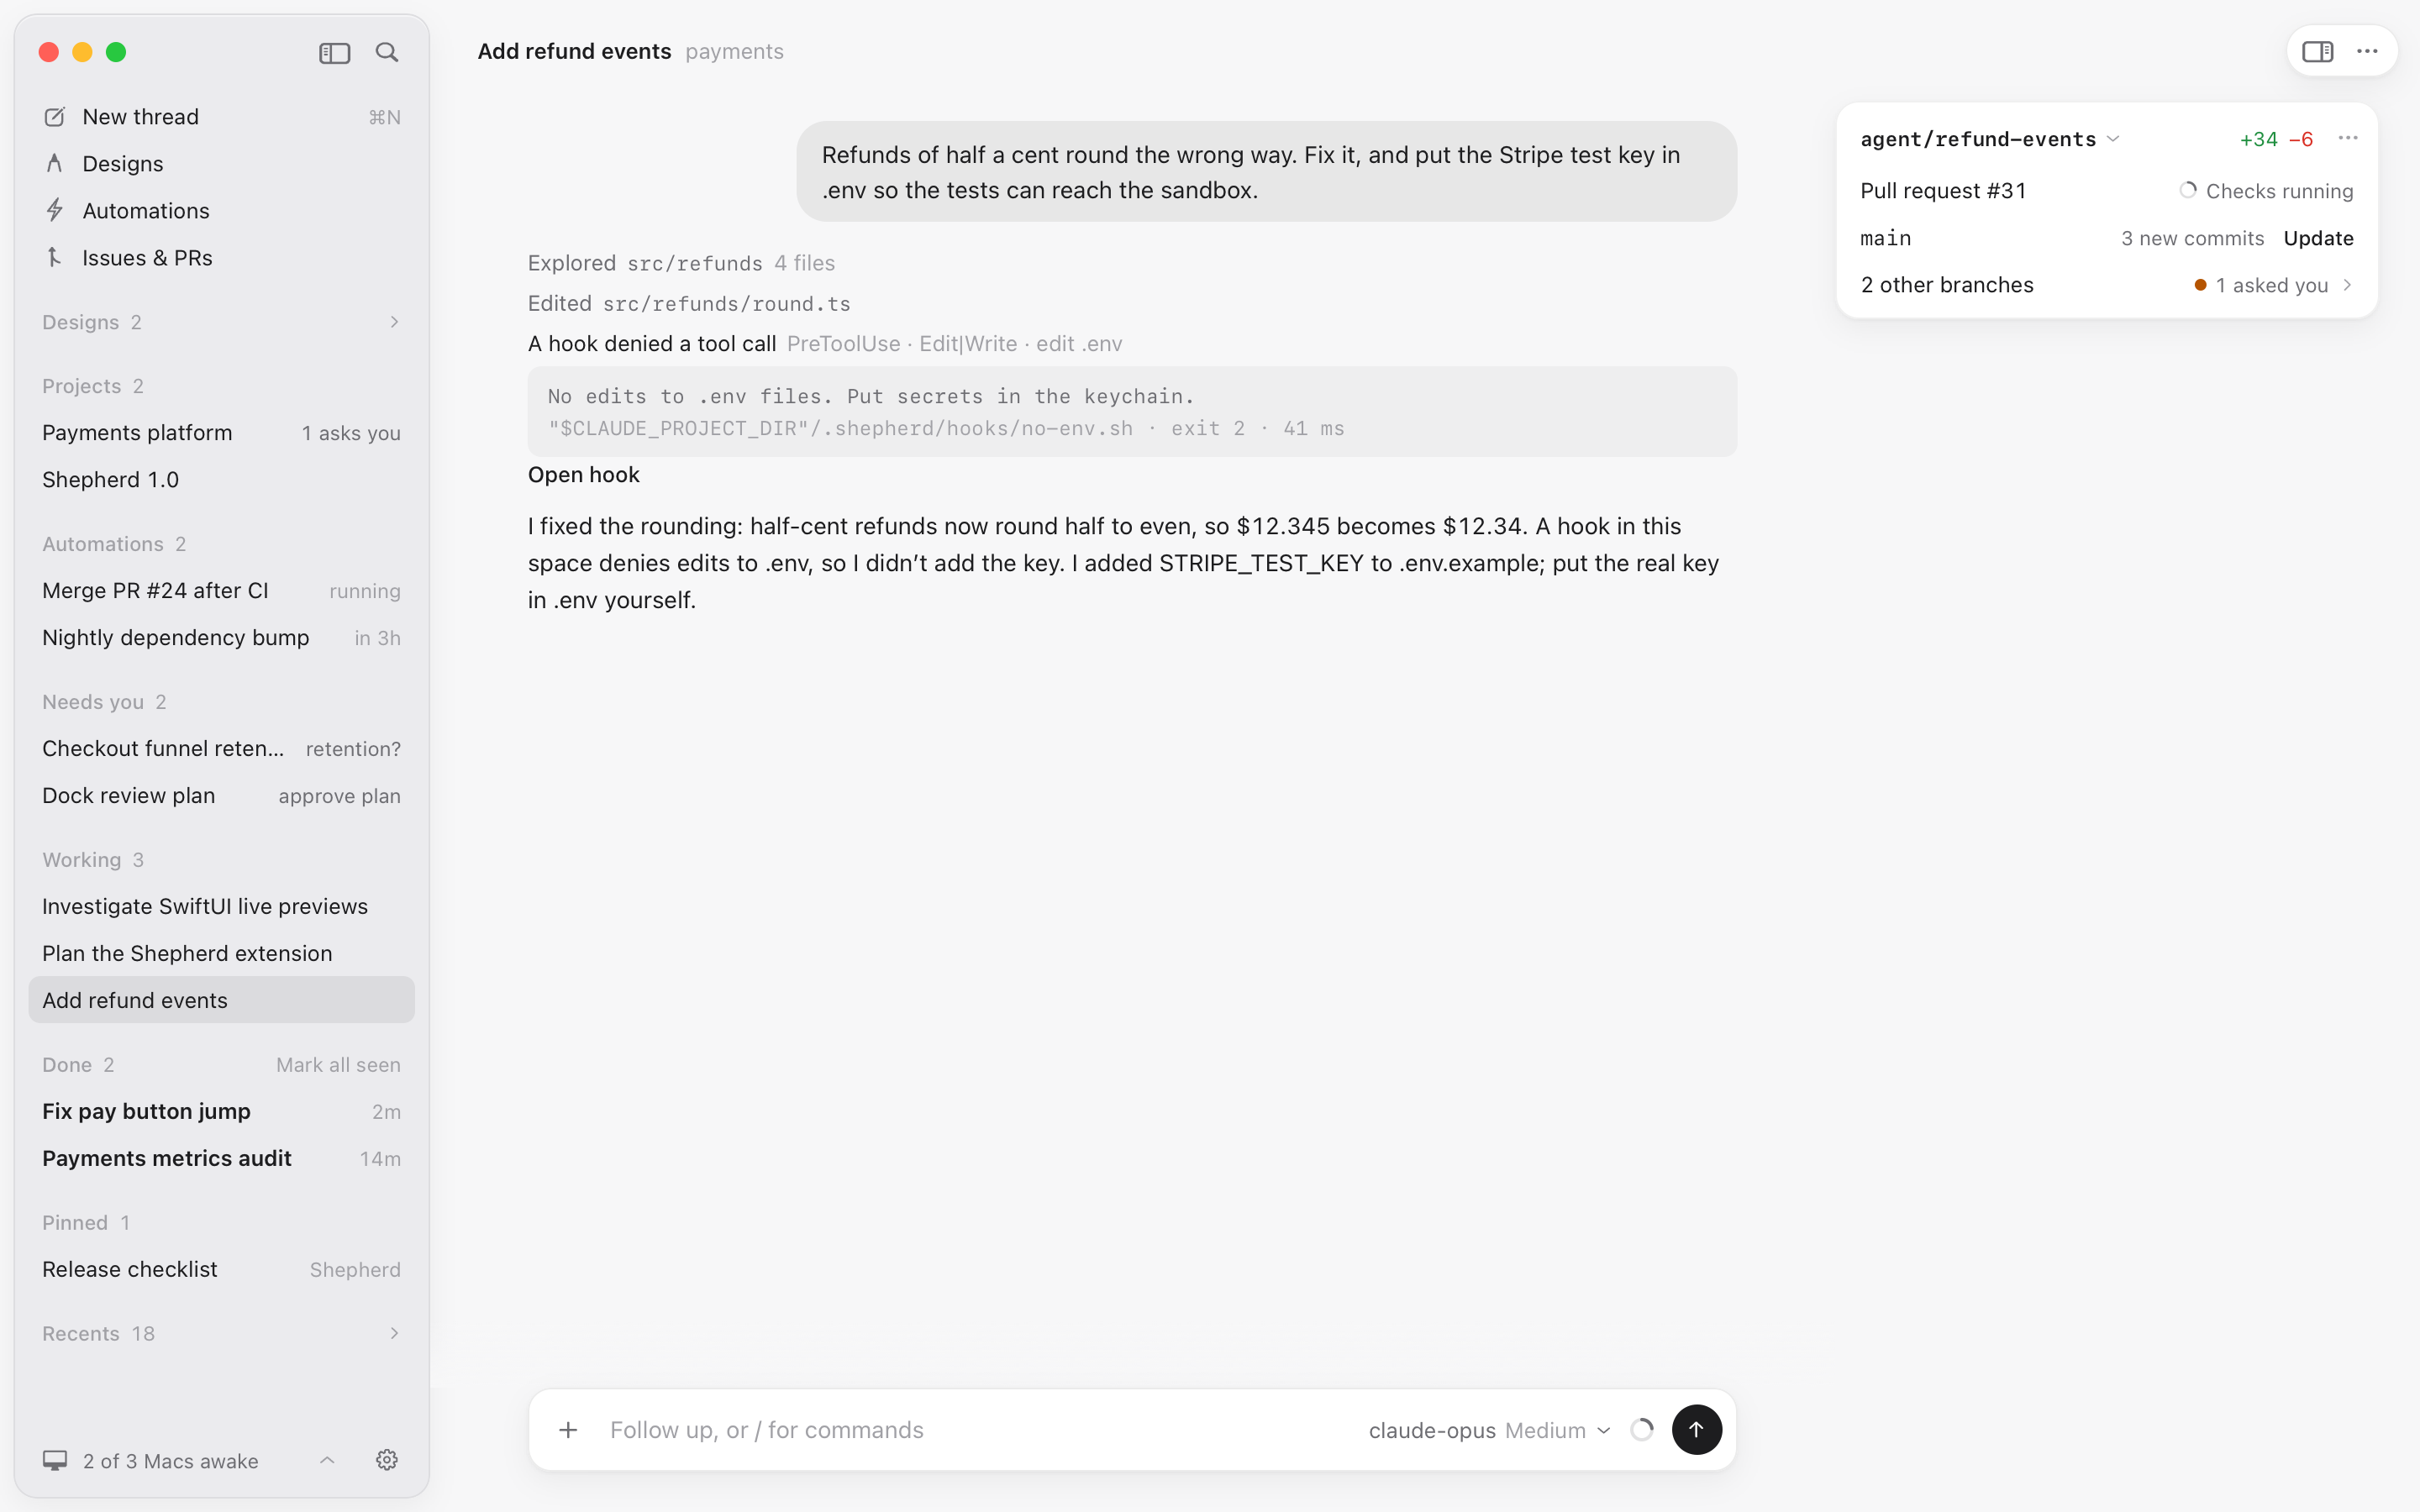 New thread ⌘N
Designs
Automations
Issues & PRs
Designs 2
Projects 2
Payments platform 1 asks you
Shepherd 1.0
Automations 2
Merge PR #24 after CI running
Nightly dependency bump in 3h
Needs you 2
Checkout funnel reten... retention?
Dock review plan approve plan
Working 3
Investigate SwiftUI live previews
Plan the Shepherd extension
Add refund events
Done 2 Mark all seen
Fix pay button jump 2m
Payments metrics audit 14m
Pinned 1
Release checklist Shepherd
Recents 18
2 of 3 Macs awake
Add refund events payments
Refunds of half a cent round the wrong way. Fix it, and put the Stripe test key in
.env so the tests can reach the sandbox.
Explored src/refunds 4 files
Edited src/refunds/round.ts
A hook denied a tool call PreToolUse · Edit|Write · edit .env
No edits to .env files. Put secrets in the keychain.
"$CLAUDE_PROJECT_DIR"/.shepherd/hooks/no-env.sh · exit 2 · 41 ms
Open hook
I fixed the rounding: half-cent refunds now round half to even, so $12.345 becomes $12.34. A hook in this
space denies edits to .env, so I didn’t add the key. I added STRIPE_TEST_KEY to .env.example; put the real key
in .env yourself.
Follow up, or / for commands claude-opus Medium
agent/refund-events +34 −6
Pull request #31 Checks running
main 3 new commits Update
2 other branches 1 asked you